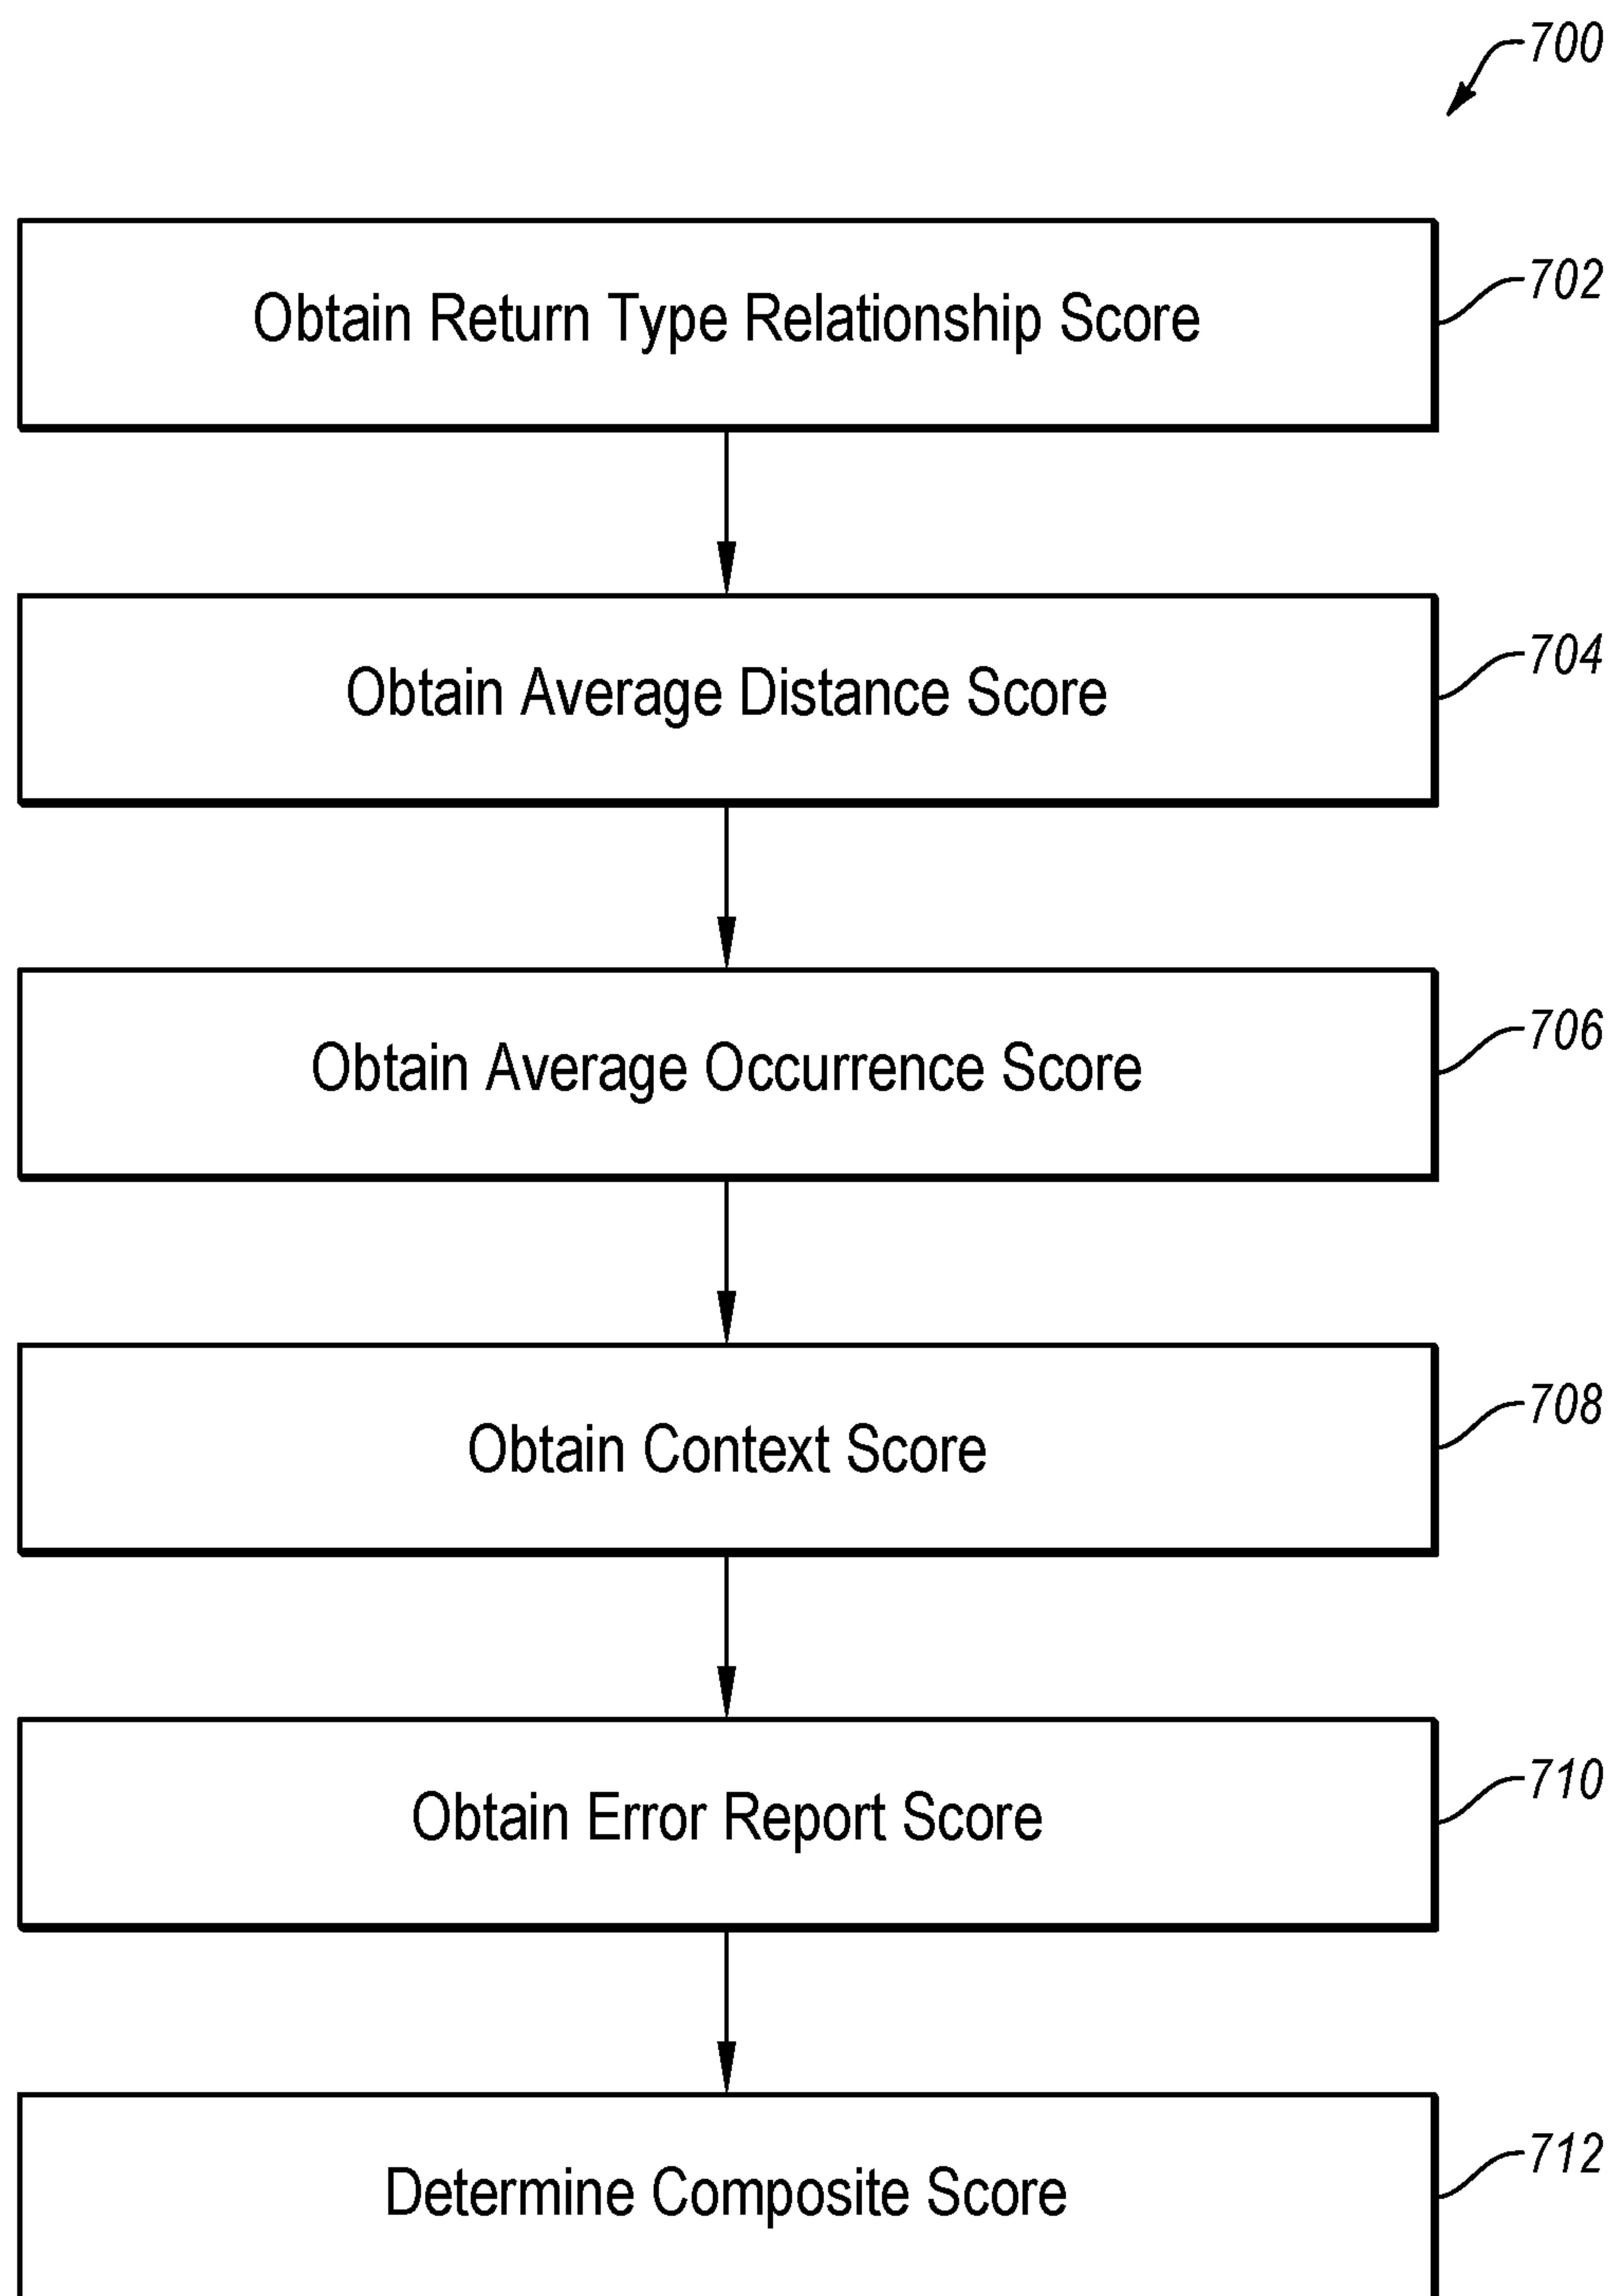 700
Obtain Return Type Relationship Score
702
Obtain Average Distance Score
704
Obtain Average Occurrence Score
706
Obtain Context Score
708
Obtain Error Report Score
710
Determine Composite Score
712